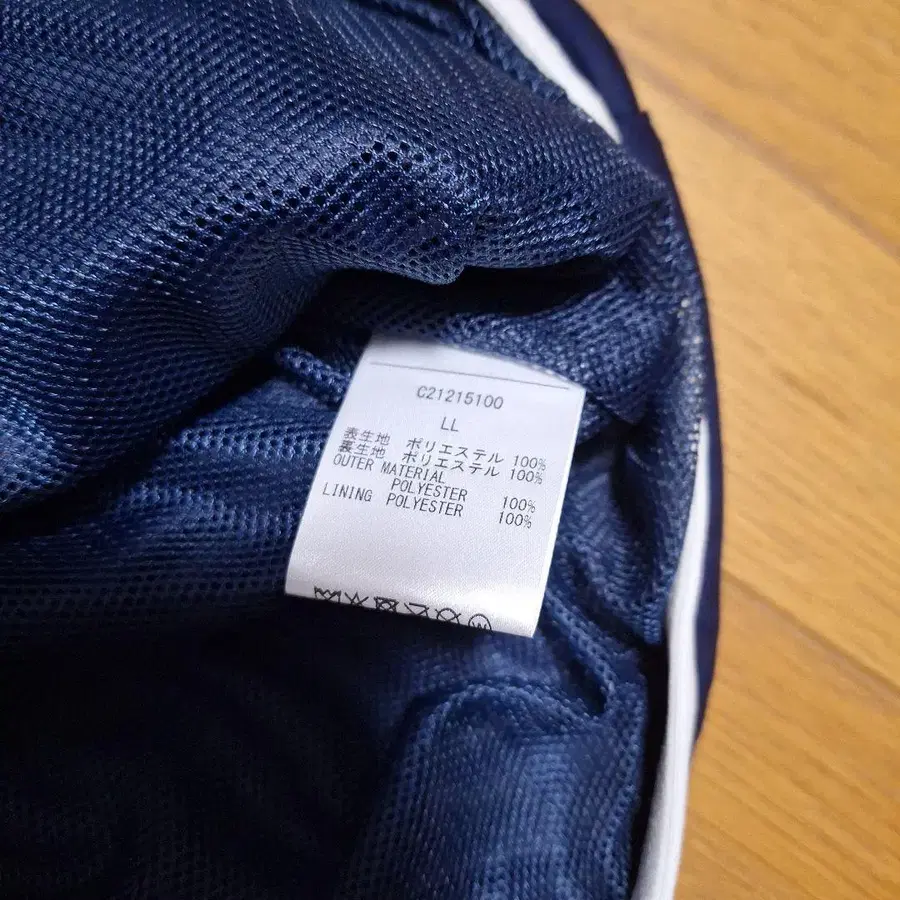 C21215100
LL
表生地 ポリエステル 100%
裏生地 ポリエステル 100%
OUTER MATERIAL
POLYESTER 100%
LINING POLYESTER 100%